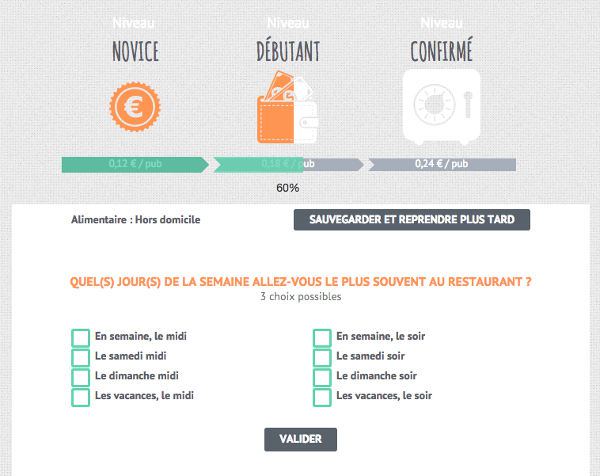 Niveau Niveau Niveau
NOVICE DÉBUTANT CONFIRMÉ
€
0,12 € / pub 0,18 € / pub 0,24 € / pub
60%
Alimentaire : Hors domicile SAUVEGARDER ET REPRENDRE PLUS TARD
QUEL(S) JOUR(S) DE LA SEMAINE ALLEZ-VOUS LE PLUS SOUVENT AU RESTAURANT ?
3 choix possibles
En semaine, le midi En semaine, le soir
Le samedi midi Le samedi soir
Le dimanche midi Le dimanche soir
Les vacances, le midi Les vacances, le soir
VALIDER